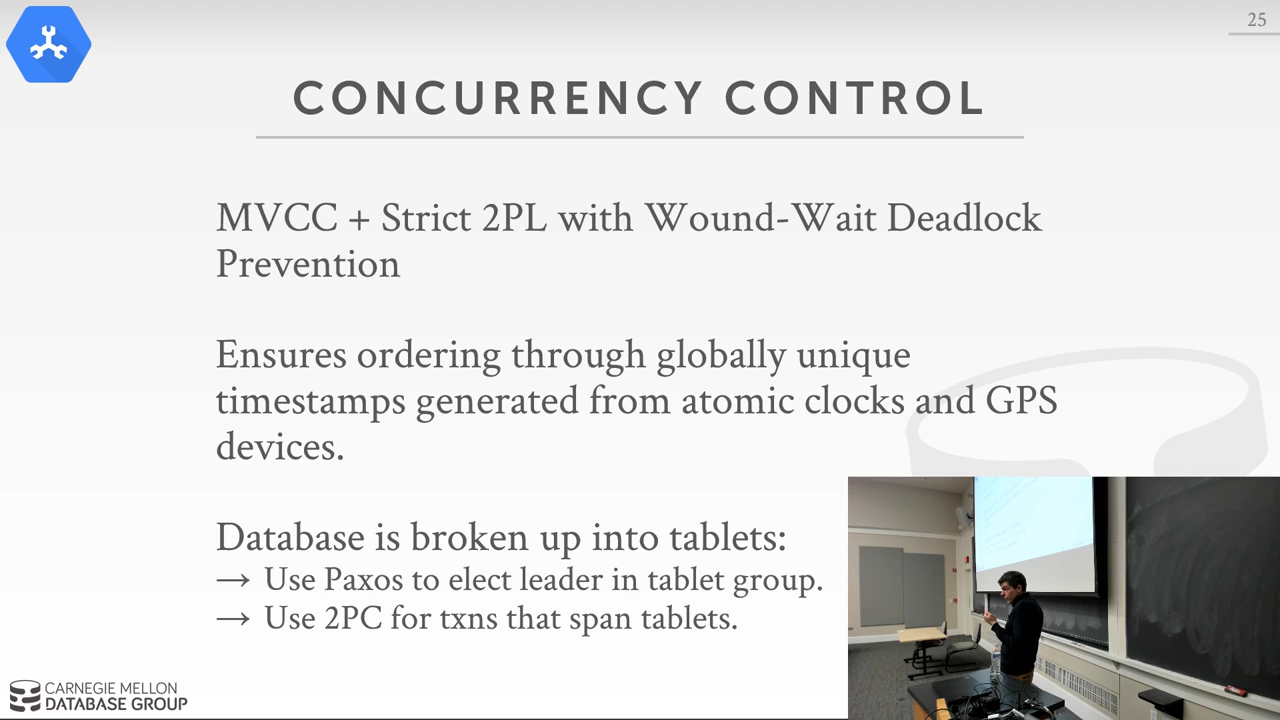 25
CONCURRENCY CONTROL
MVCC + Strict 2PL with Wound-Wait Deadlock
Prevention
Ensures ordering through globally unique
timestamps generated from atomic clocks and GPS
devices.
Database is broken up into tablets:
→ Use Paxos to elect leader in tablet group.
→ Use 2PC for txns that span tablets.
CARNEGIE MELLON
DATABASE GROUP